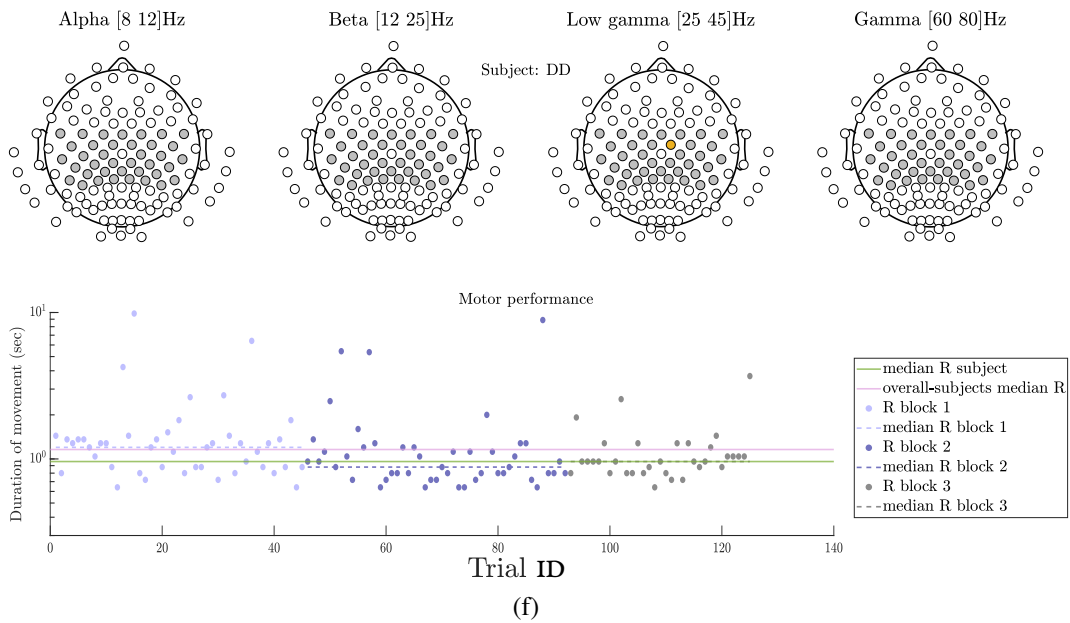 Alpha [8 12]Hz
Beta [12 25]Hz
Low gamma [25 45]Hz
Gamma [60 80]Hz
Subject: DD
Motor performance
Duration of movement (sec)
10^1
10^0
0 20 40 60 80 100 120 140
Trial ID
median R subject
overall-subjects median R
R block 1
median R block 1
R block 2
median R block 2
R block 3
median R block 3
(f)